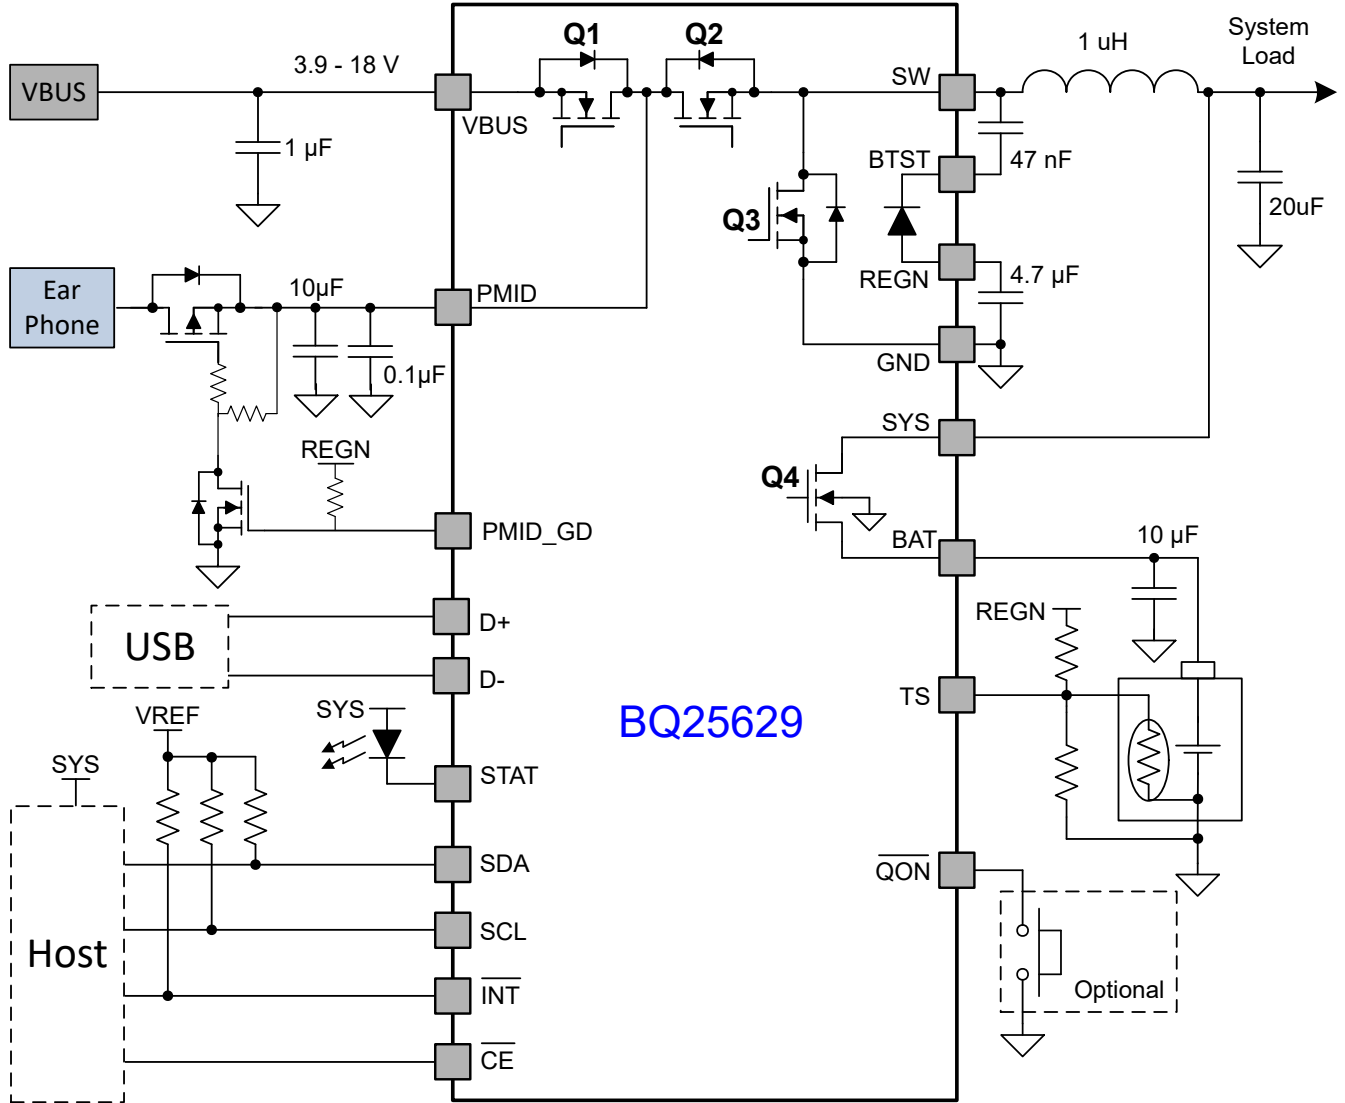 Q1
Q2
System
Load
1 uH
3.9 - 18 V
SW
VBUS
VBUS
1 µF
BTST
47 nF
Q3
20uF
REGN
4.7 µF
Ear
Phone
10µF
PMID
GND
0.1µF
SYS
REGN
Q4
PMID_GD
BAT
10 µF
REGN
USB
D+
D-
TS
VREF
SYS
BQ25629
SYS
STAT
SDA
QON
SCL
Host
INT
Optional
CE